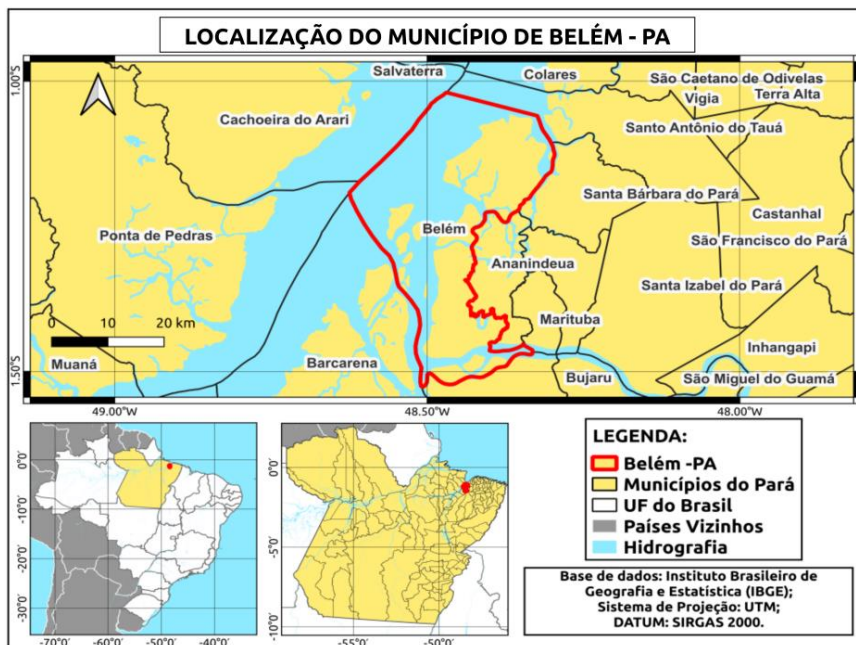 LOCALIZAÇÃO DO MUNICÍPIO DE BELÉM - PA
1.00°S
Salvaterra
Colares
São Caetano de Odivelas
Vigia
Terra Alta
Cachoeira do Arari
Santo Antônio do Tauá
Santa Bárbara do Pará
Castanhal
Ponta de Pedras
Belém
São Francisco do Pará
Ananindeua
Santa Izabel do Pará
0 10 20 km
Marituba
Muaná
Barcarena
Inhangapi
Bujaru
São Miguel do Guamá
1.50°S
49.00°W
48.50°W
48.00°W
0°0'
-10°0'
-20°0'
-30°0'
-70°0'
-60°0'
-50°0'
-40°0'
0°0'
-5°0'
-10°0'
-55°0'
-50°0'
LEGENDA:
Belém -PA
Municípios do Pará
UF do Brasil
Países Vizinhos
Hidrografia
Base de dados: Instituto Brasileiro de
Geografia e Estatística (IBGE);
Sistema de Projeção: UTM;
DATUM: SIRGAS 2000.